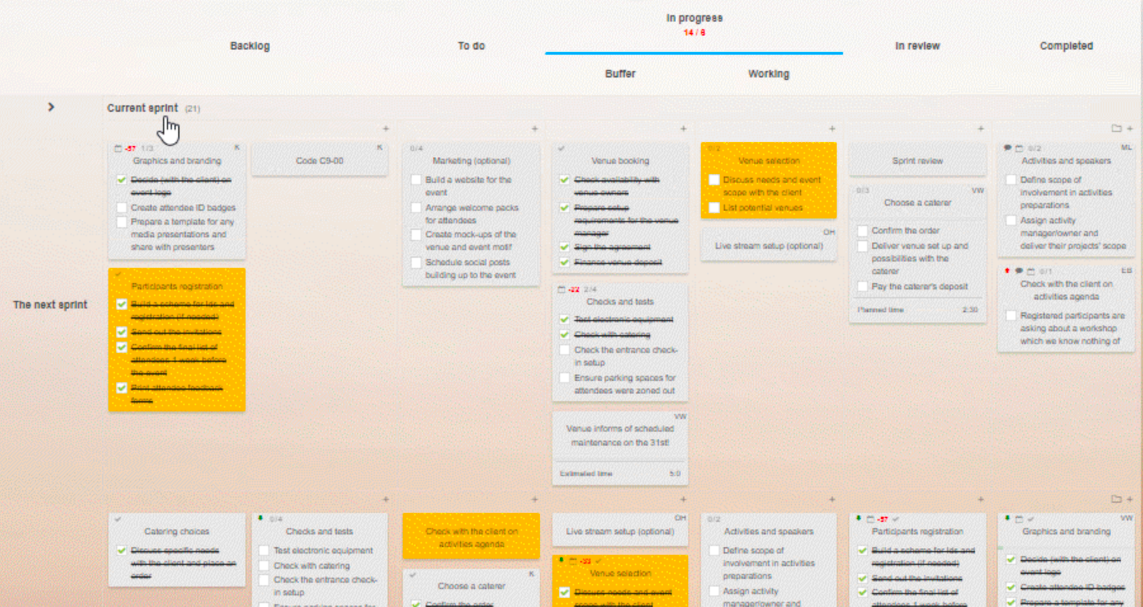 In progress
14 / 6
Backlog
To do
In review
Completed
Buffer
Working
Current sprint (21)
The next sprint
-37 1/3
K
Graphics and branding
Decide (with the client) on
event logo
Create attendee ID badges
Prepare a template for any
media presentations and
share with presenters
Participants registration
Build a scheme for Ids and
registration (if needed)
Send out the invitations
Confirm the final list of
attendees 1 week before
the event
Print attendee feedback
forms
K
Code C9-00
0/4
Marketing (optional)
Build a website for the
event
Arrange welcome packs
for attendees
Create mock-ups of the
venue and event motif
Schedule social posts
building up to the event
Venue booking
Check availability with
venue owners
Prepare setup
requirements for the venue
manager
Sign the agreement
Finance venue deposit
-22 2/4
Checks and tests
Test electronic equipment
Check with catering
Check the entrance check-
in setup
Ensure parking spaces for
attendees were zoned out
VW
Venue informs of scheduled
maintenance on the 31st!
Estimated time 5:0
0/2
Venue selection
Discuss needs and event
scope with the client
List potential venues
OH
Live stream setup (optional)
Sprint review
0/3
VW
Choose a caterer
Confirm the order
Deliver venue set up and
possibilities with the
caterer
Pay the caterer's deposit
Planned time 2:30
0/2
ML
Activities and speakers
Define scope of
involvement in activities
preparations
Assign activity
manager/owner and
deliver their projects' scope
0/1
EG
Check with the client on
activities agenda
Registered participants are
asking about a workshop
which we know nothing of
Catering choices
Discuss specific needs
with the client and place an
order
0/4
Checks and tests
Test electronic equipment
Check with catering
Check the entrance check-
in setup
Ensure parking spaces for
Check with the client on
activities agenda
K
Choose a caterer
Confirm the order
OH
Live stream setup (optional)
-22
Venue selection
Discuss needs and event
scope with the client
0/2
Activities and speakers
Define scope of
involvement in activities
preparations
Assign activity
manager/owner and
-37
Participants registration
Build a scheme for Ids and
registration (if needed)
Send out the invitations
Confirm the final list of
attendees 1 week before
VW
Graphics and branding
Decide (with the client) on
event logo
Create attendee ID badges
Prepare a template for any